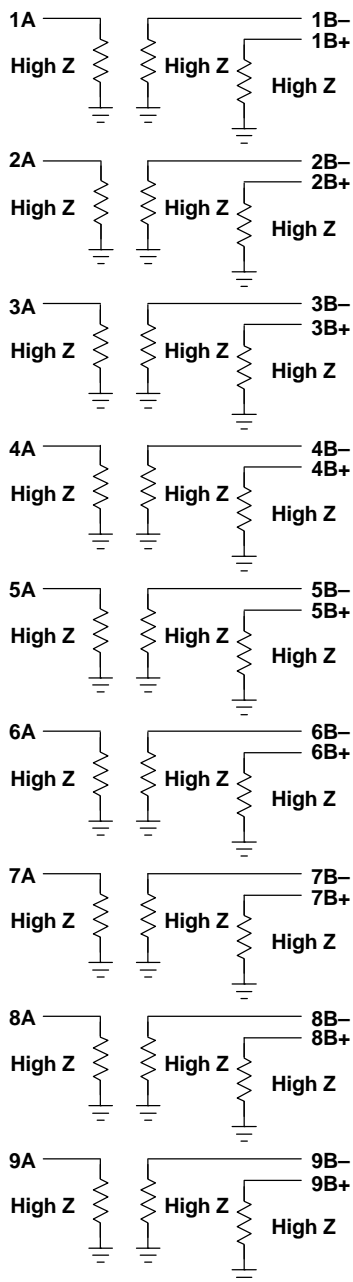 1A 1B–
1B+
High Z High Z High Z
2A 2B–
2B+
High Z High Z High Z
3A 3B–
3B+
High Z High Z High Z
4A 4B–
4B+
High Z High Z High Z
5A 5B–
5B+
High Z High Z High Z
6A 6B–
6B+
High Z High Z High Z
7A 7B–
7B+
High Z High Z High Z
8A 8B–
8B+
High Z High Z High Z
9A 9B–
9B+
High Z High Z High Z